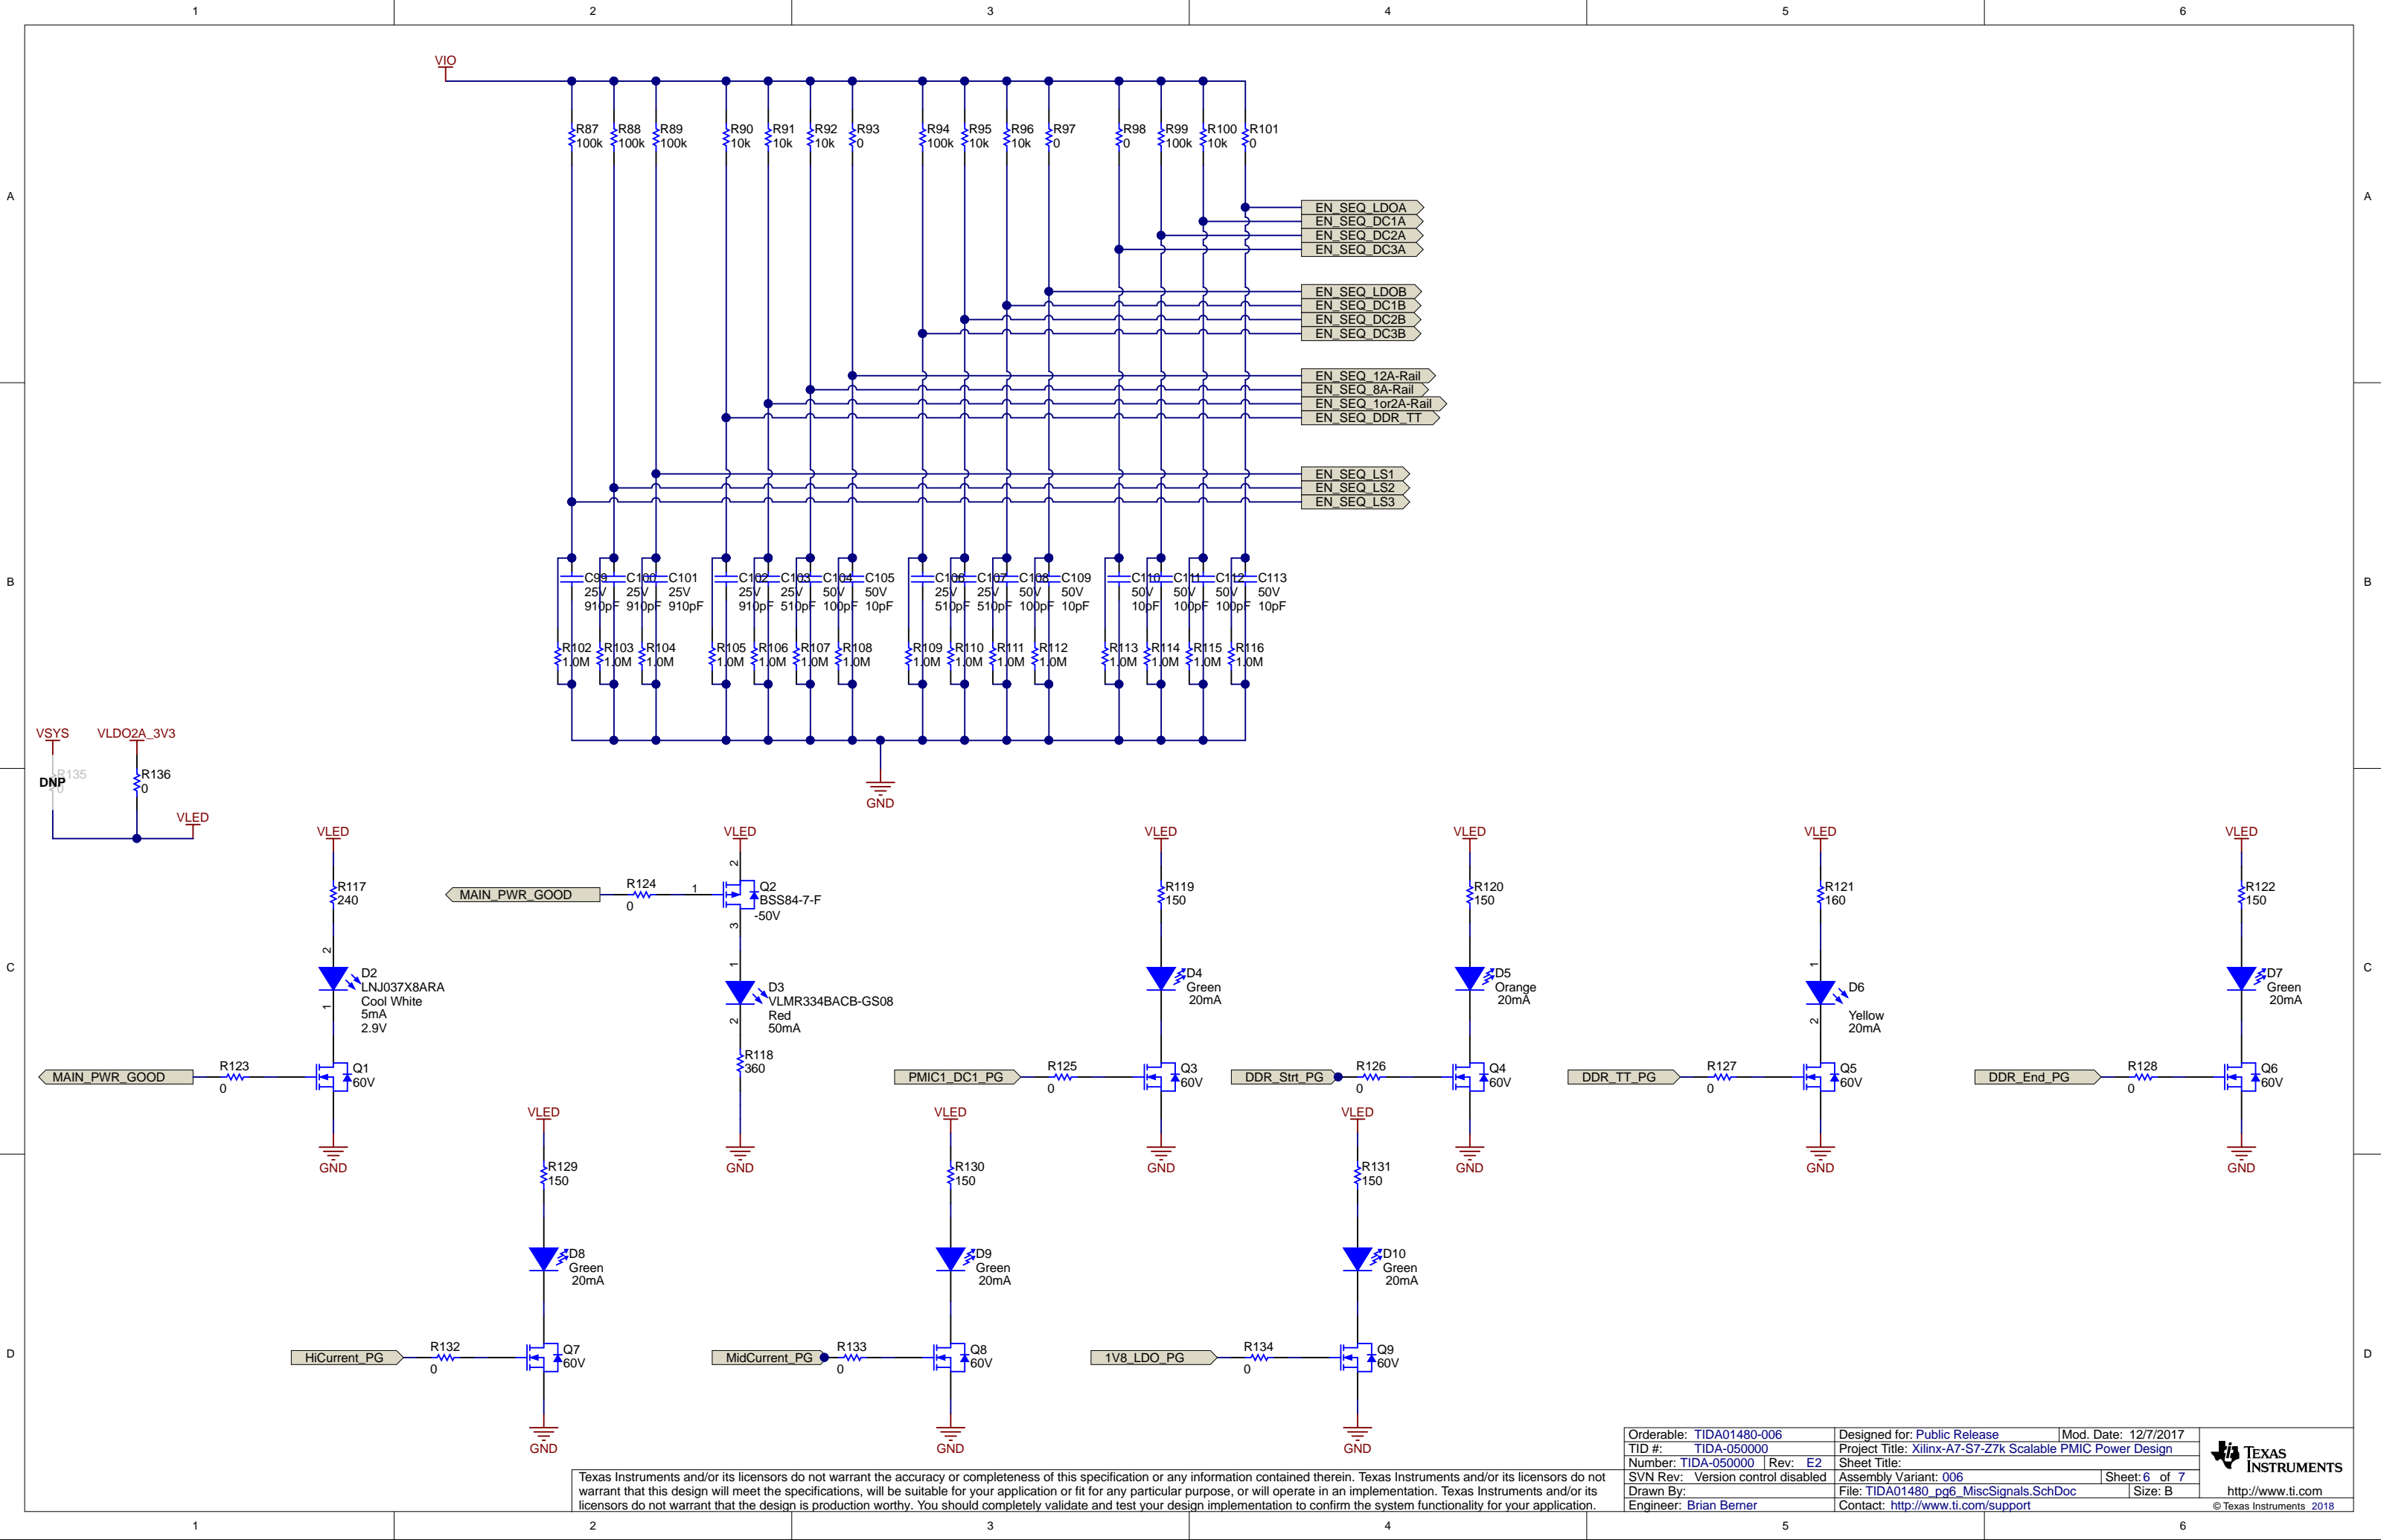 1 2 3 4 5 6
VIO
R87 R88 R89 R90 R91 R92 R93 R94 R95 R96 R97 R98 R99 R100 R101
100k 100k 100k 10k 10k 10k 0 100k 10k 10k 0 0 100k 10k 0
A A
EN_SEQ_LDOA
EN_SEQ_DC1A
EN_SEQ_DC2A
EN_SEQ_DC3A
EN_SEQ_LDOB
EN_SEQ_DC1B
EN_SEQ_DC2B
EN_SEQ_DC3B
EN_SEQ_12A-Rail
EN_SEQ_8A-Rail
EN_SEQ_1or2A-Rail
EN_SEQ_DDR_TT
EN_SEQ_LS1
EN_SEQ_LS2
EN_SEQ_LS3
B B
C99 C100 C101 C102 C103 C104 C105 C106 C107 C108 C109 C110 C111 C112 C113
25V 25V 25V 25V 25V 50V 50V 25V 25V 50V 50V 50V 50V 50V 50V
910pF 910pF 910pF 910pF 510pF 100pF 10pF 510pF 510pF 100pF 10pF 10pF 100pF 100pF 10pF
R102 R103 R104 R105 R106 R107 R108 R109 R110 R111 R112 R113 R114 R115 R116
1.0M 1.0M 1.0M 1.0M 1.0M 1.0M 1.0M 1.0M 1.0M 1.0M 1.0M 1.0M 1.0M 1.0M 1.0M
GND
VSYS VLDO2A_3V3
R135
DNP
0
R136
0
VLED
C C
VLED
R117
240
2
D2
LNJ037X8ARA
Cool White
5mA
2.9V
1
MAIN_PWR_GOOD
R123
0
Q1
60V
GND
VLED
2
MAIN_PWR_GOOD
R124
0
1
Q2
BSS84-7-F
-50V
3
1
D3
VLMR334BACB-GS08
Red
50mA
2
R118
360
GND
VLED
R119
150
D4
Green
20mA
PMIC1_DC1_PG
R125
0
Q3
60V
GND
VLED
R120
150
D5
Orange
20mA
DDR_Strt_PG
R126
0
Q4
60V
GND
VLED
R121
160
1
D6
Yellow
20mA
2
DDR_TT_PG
R127
0
Q5
60V
GND
VLED
R122
150
D7
Green
20mA
DDR_End_PG
R128
0
Q6
60V
GND
D D
VLED
R129
150
D8
Green
20mA
HiCurrent_PG
R132
0
Q7
60V
GND
VLED
R130
150
D9
Green
20mA
MidCurrent_PG
R133
0
Q8
60V
GND
VLED
R131
150
D10
Green
20mA
1V8_LDO_PG
R134
0
Q9
60V
GND
Texas Instruments and/or its licensors do not warrant the accuracy or completeness of this specification or any information contained therein. Texas Instruments and/or its licensors do not
warrant that this design will meet the specifications, will be suitable for your application or fit for any particular purpose, or will operate in an implementation. Texas Instruments and/or its
licensors do not warrant that the design is production worthy. You should completely validate and test your design implementation to confirm the system functionality for your application.
Orderable: TIDA01480-006 Designed for: Public Release Mod. Date: 12/7/2017
TID #: TIDA-050000 Project Title: Xilinx-A7-S7-Z7k Scalable PMIC Power Design
Number: TIDA-050000 Rev: E2 Sheet Title:
SVN Rev: Version control disabled Assembly Variant: 006 Sheet: 6 of 7
Drawn By: File: TIDA01480_pg6_MiscSignals.SchDoc Size: B
Engineer: Brian Berner Contact: http://www.ti.com/support
TEXAS
INSTRUMENTS
http://www.ti.com
© Texas Instruments 2018
1 2 3 4 5 6